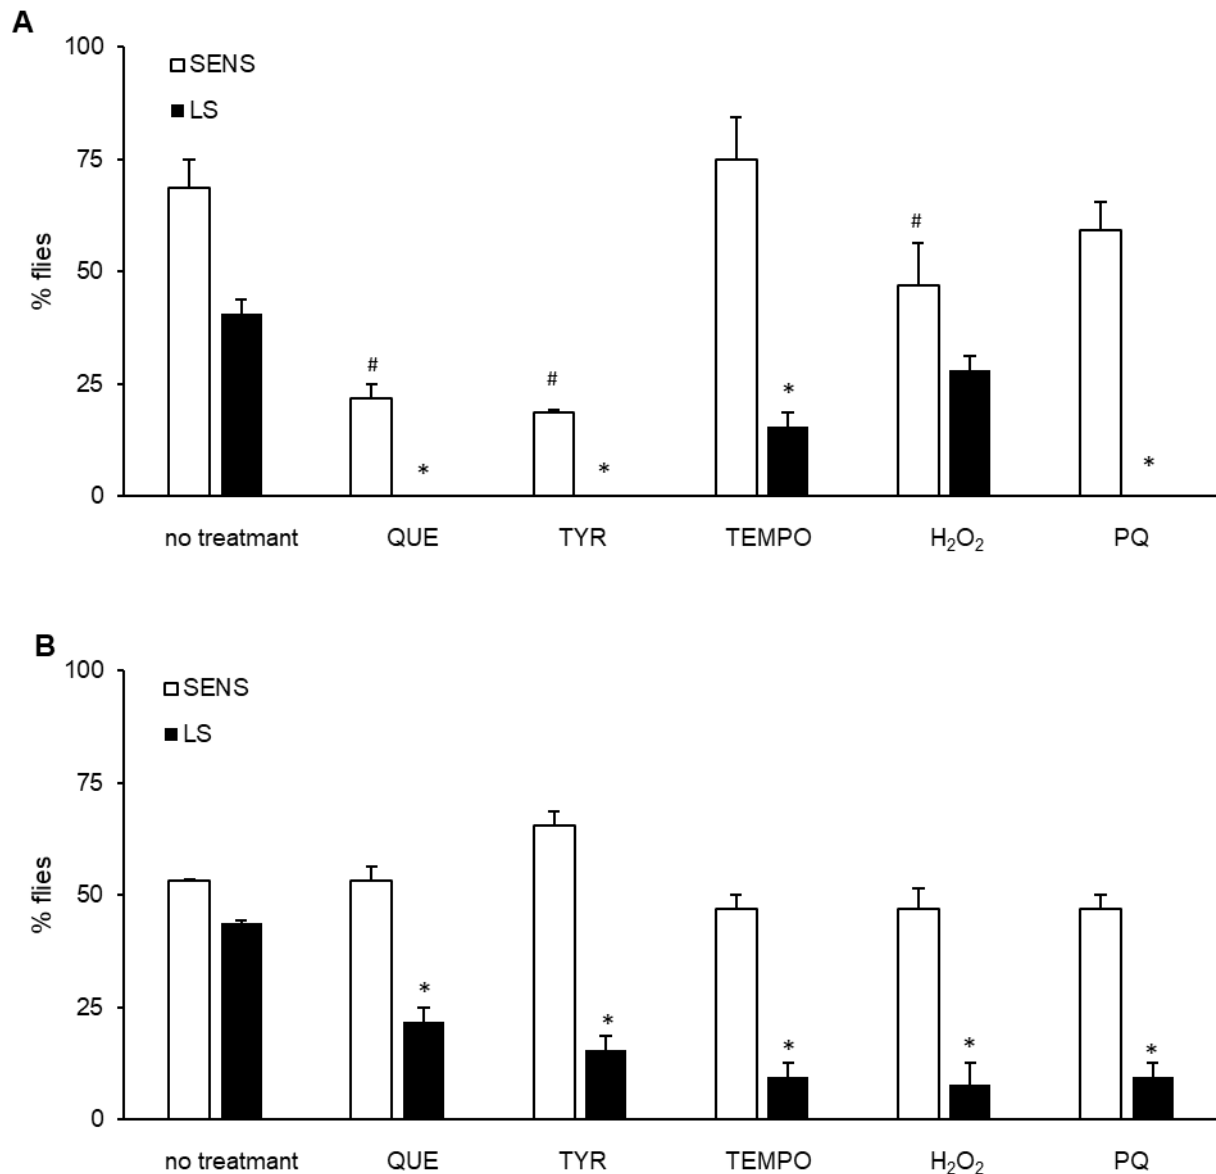 A
100
SENS
LS
75
% flies
50
#
#
#
25
*
*
*
*
0
no treatmant QUE TYR TEMPO H₂O₂ PQ
B
100
SENS
LS
75
% flies
50
25
*
*
*
*
*
0
no treatmant QUE TYR TEMPO H₂O₂ PQ